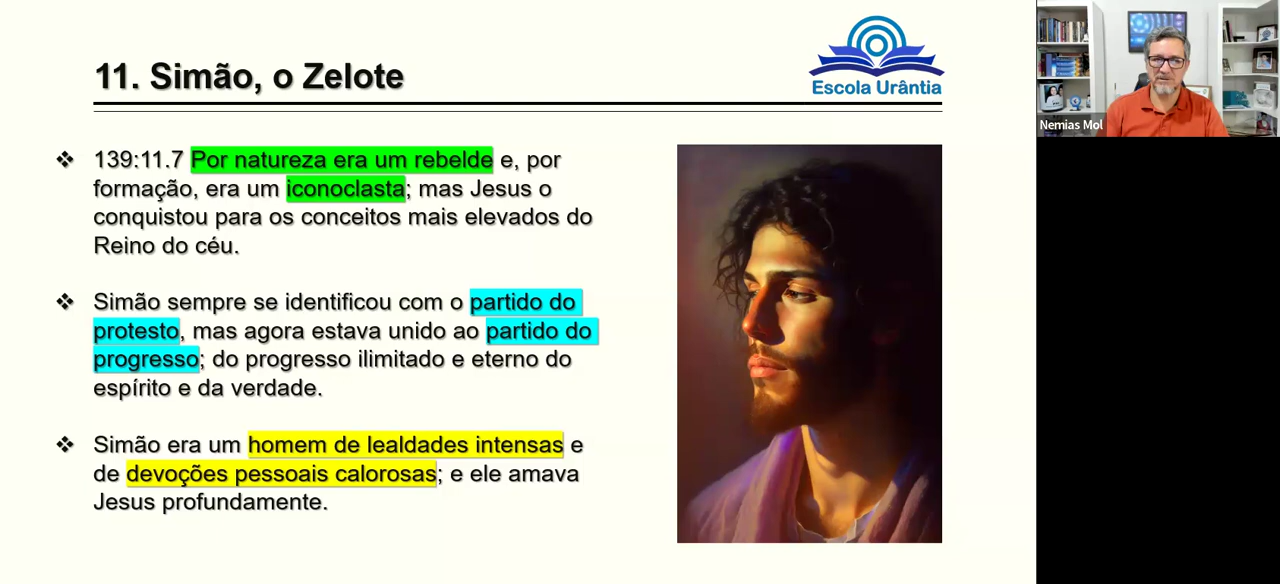 11. Simão, o Zelote
Escola Urântia
Nemias Mol
❖ 139:11.7 Por natureza era um rebelde e, por
formação, era um iconoclasta; mas Jesus o
conquistou para os conceitos mais elevados do
Reino do céu.
❖ Simão sempre se identificou com o partido do
protesto, mas agora estava unido ao partido do
progresso; do progresso ilimitado e eterno do
espírito e da verdade.
❖ Simão era um homem de lealdades intensas e
de devoções pessoais calorosas; e ele amava
Jesus profundamente.